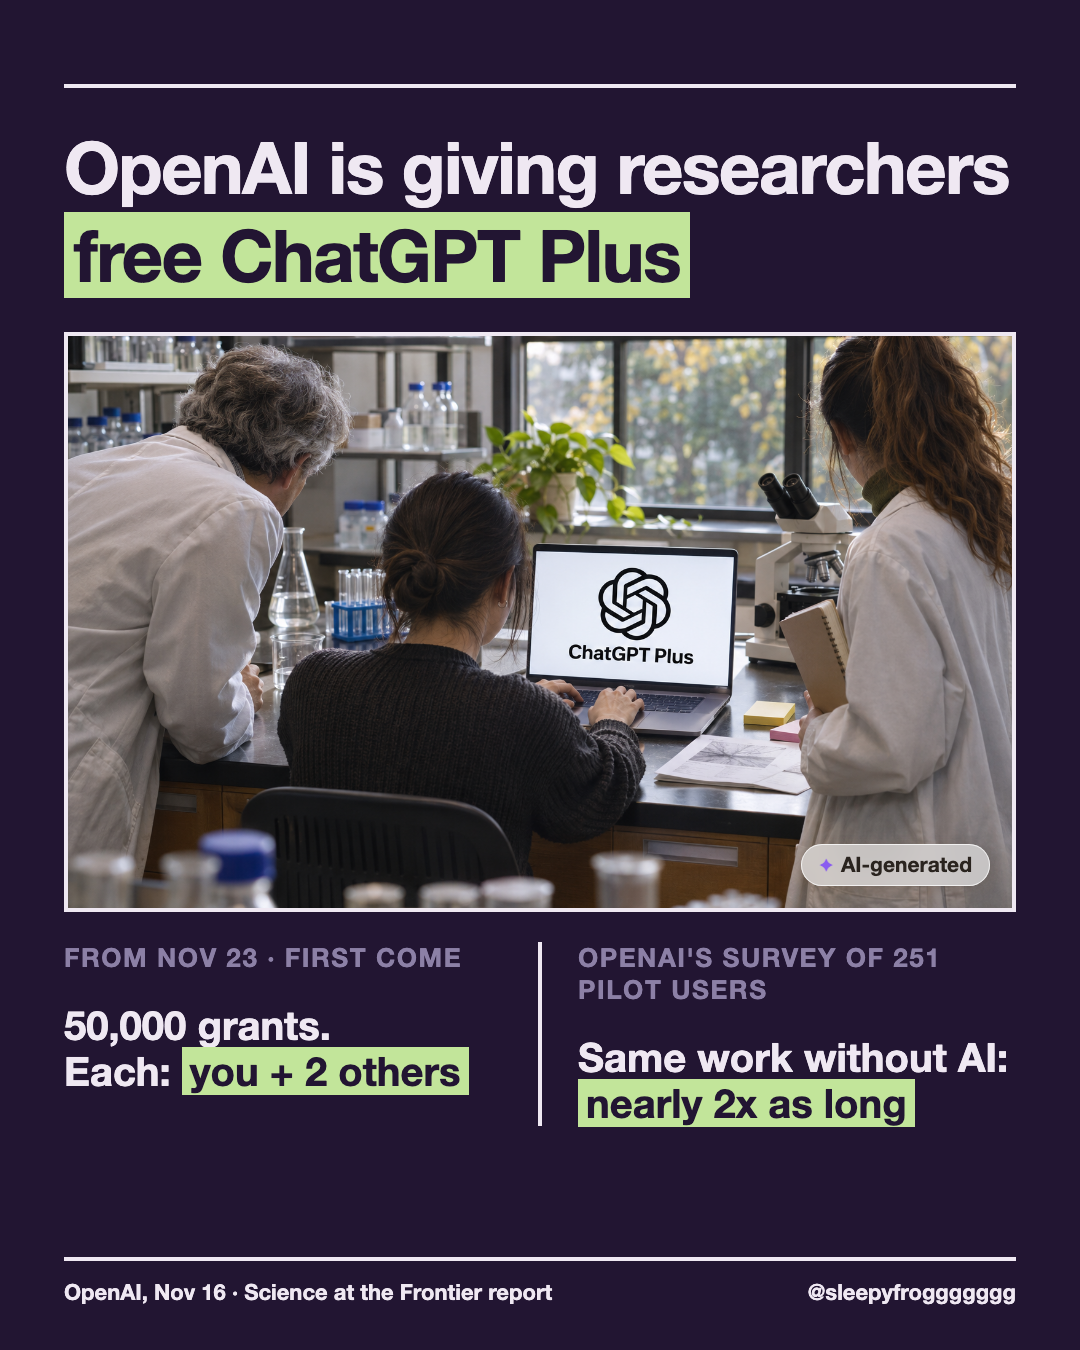 OpenAI is giving researchers
free ChatGPT Plus
ChatGPT Plus
AI-generated
FROM NOV 23 · FIRST COME
50,000 grants.
Each: you + 2 others
OPENAI'S SURVEY OF 251
PILOT USERS
Same work without AI:
nearly 2x as long
OpenAI, Nov 16 · Science at the Frontier report
@sleepyfrogggggggg